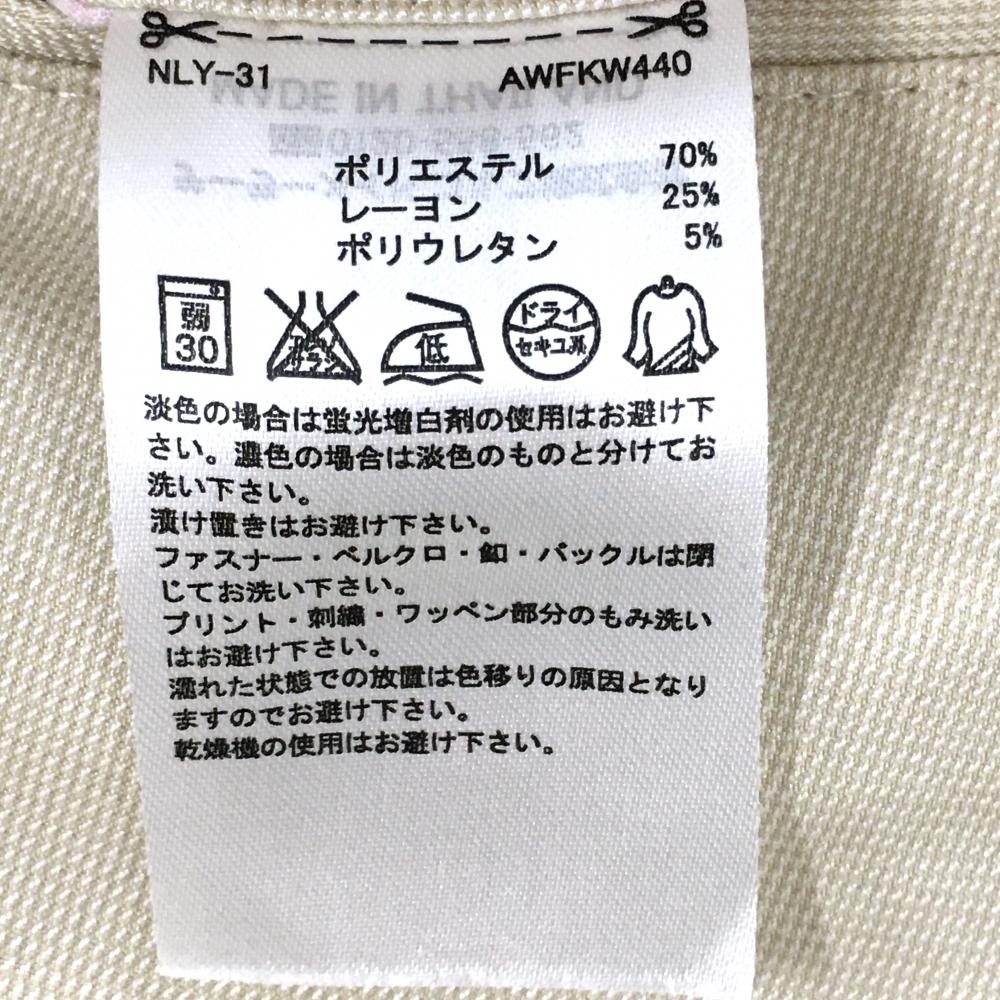 NLY-31 AWFKW440
MADE IN THAILAND
ポリエステル 70%
レーヨン 25%
ポリウレタン 5%
弱
30
低
ドライ
セキユ系
淡色の場合は蛍光増白剤の使用はお避け下
さい。濃色の場合は淡色のものと分けてお
洗い下さい。
漬け置きはお避け下さい。
ファスナー・ベルクロ・釦・バックルは閉
じてお洗い下さい。
プリント・刺繍・ワッペン部分のもみ洗い
はお避け下さい。
濡れた状態での放置は色移りの原因となり
ますのでお避け下さい。
乾燥機の使用はお避け下さい。